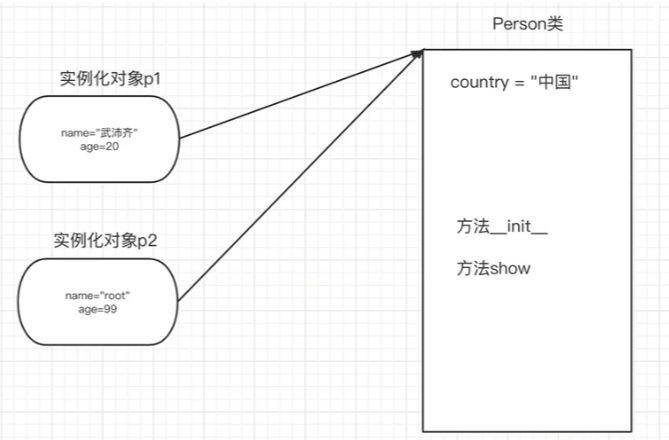 Person类
实例化对象p1
country = "中国"
name="武沛齐"
age=20
方法__init__
实例化对象p2
方法show
name="root"
age=99